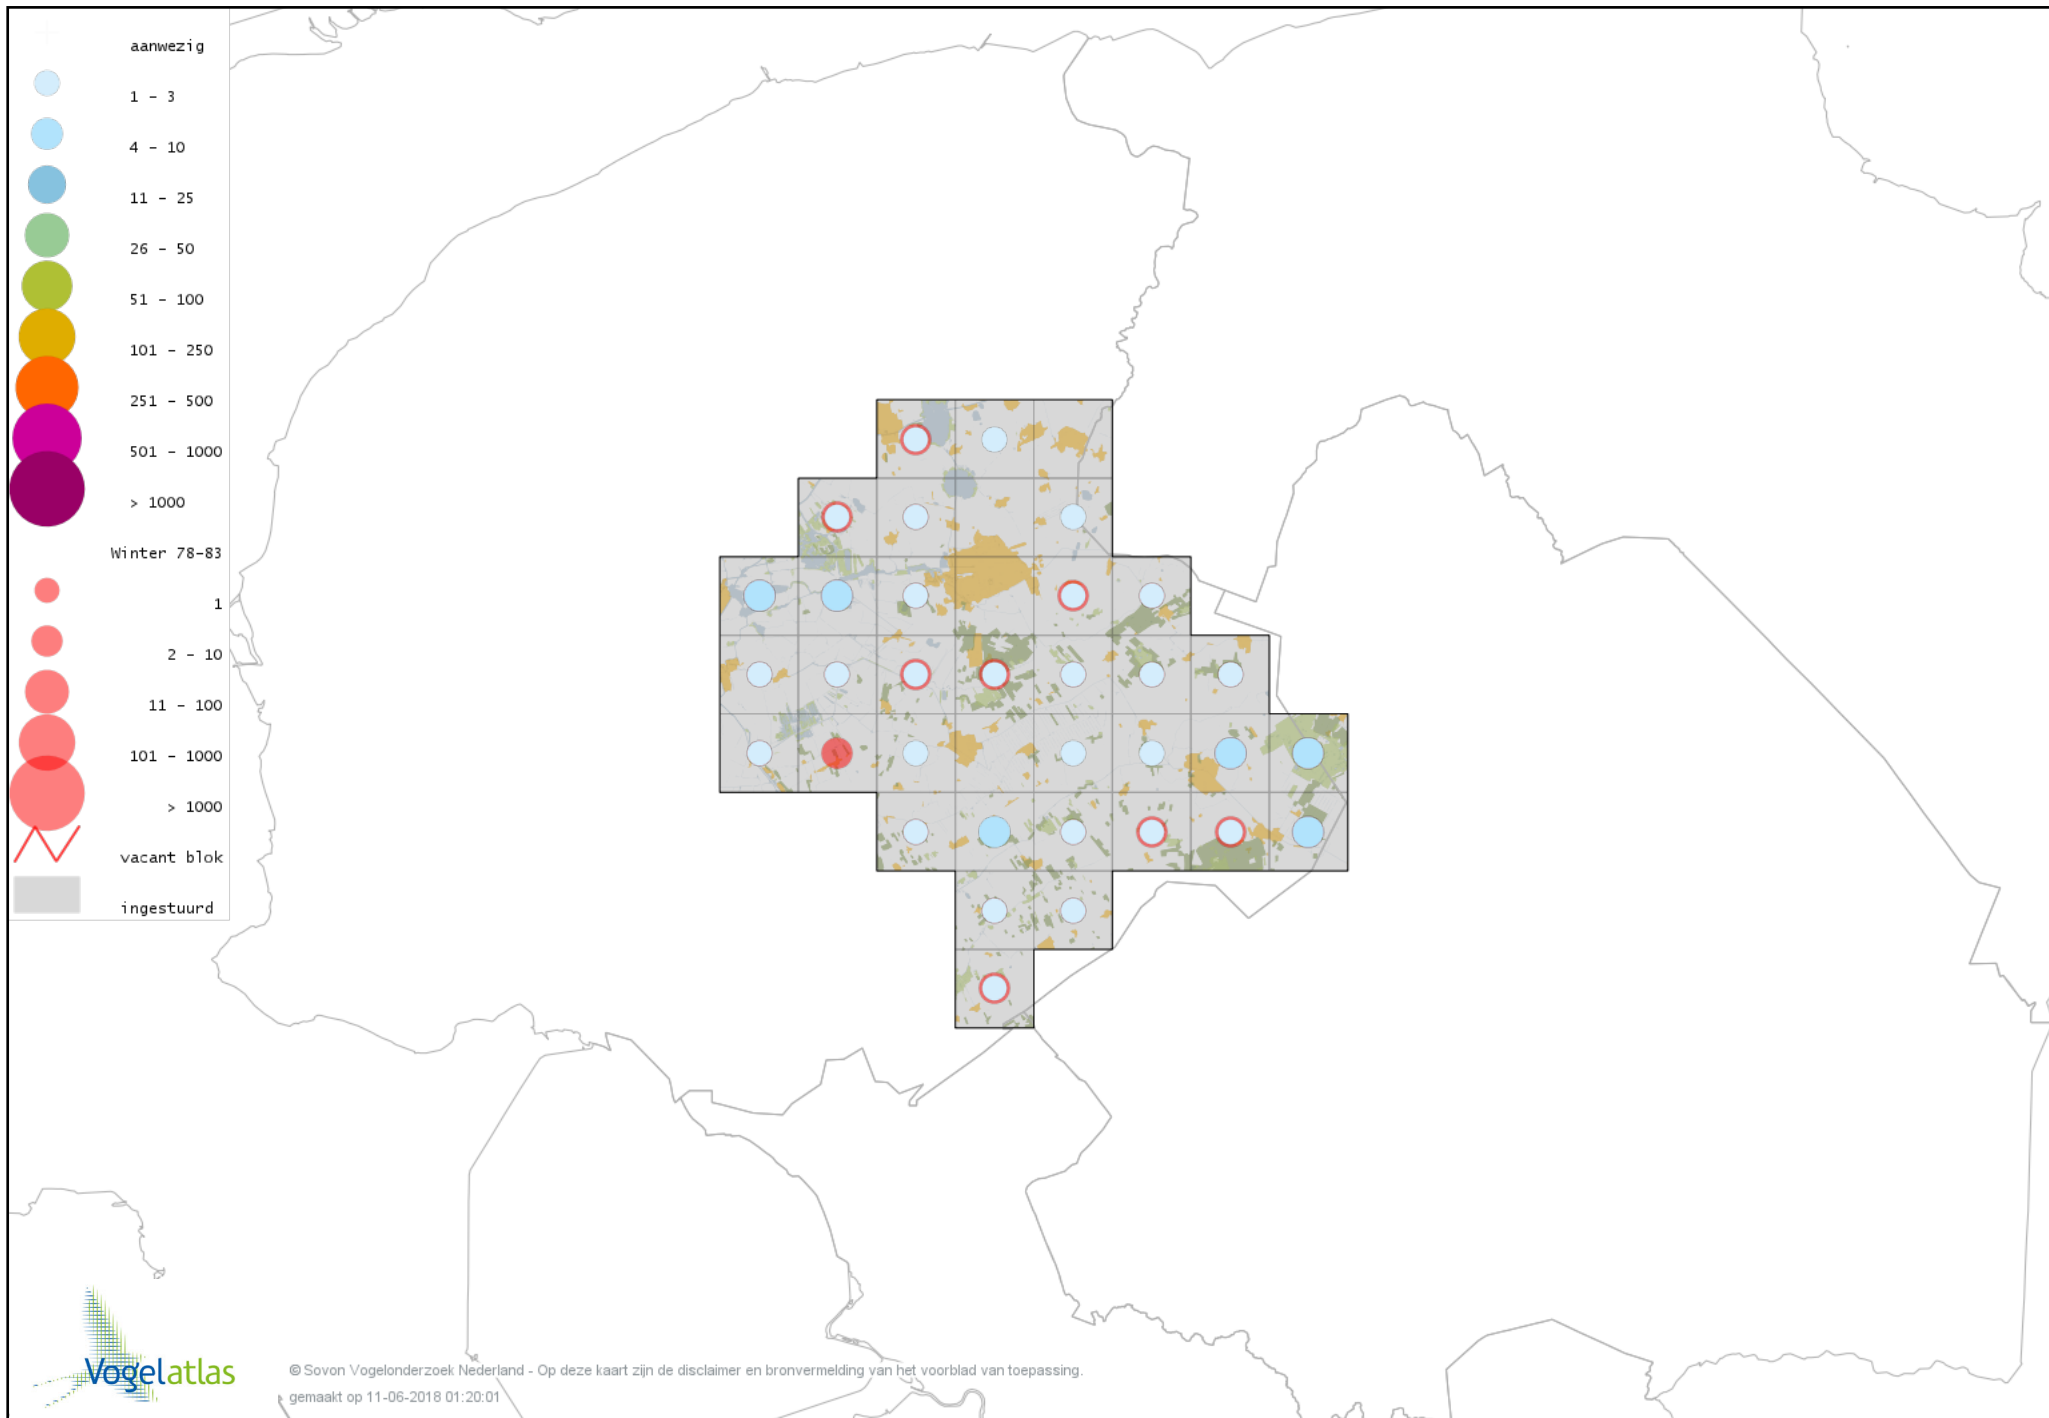 aanwezig
1 - 3
4 - 10
11 - 25
26 - 50
51 - 100
101 - 250
251 - 500
501 - 1000
> 1000
Winter 78-83
1
2 - 10
11 - 100
101 - 1000
> 1000
vacant blok
ingestuurd
Vogelatlas
© Sovon Vogelonderzoek Nederland - Op deze kaart zijn de disclaimer en bronvermelding van het voorblad van toepassing.
gemaakt op 11-06-2018 01:20:01